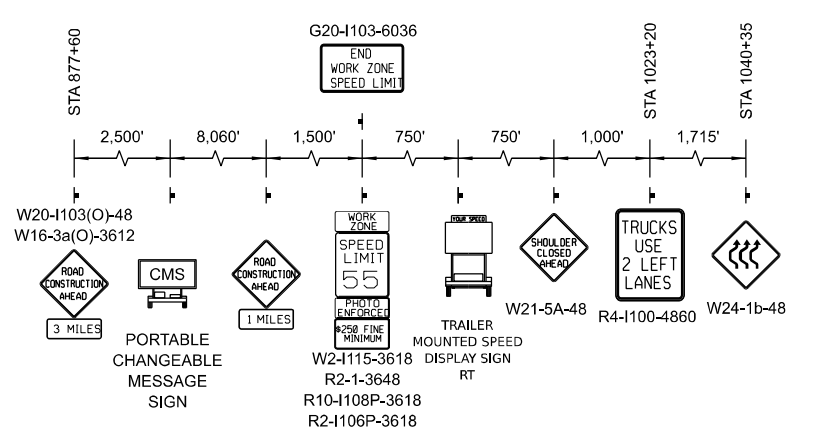 G20-I103-6036
END
WORK ZONE
SPEED LIMIT
STA 877+60
STA 1023+20
STA 1040+35
2,500'
8,060'
1,500'
750'
750'
1,000'
1,715'
W20-I103(O)-48
W16-3a(O)-3612
ROAD
CONSTRUCTION
AHEAD
3 MILES
CMS
PORTABLE
CHANGEABLE
MESSAGE
SIGN
ROAD
CONSTRUCTION
AHEAD
1 MILES
WORK
ZONE
SPEED
LIMIT
55
PHOTO
ENFORCED
$250 FINE
MINIMUM
W2-I115-3618
R2-1-3648
R10-I108P-3618
R2-I106P-3618
YOUR SPEED
TRAILER
MOUNTED SPEED
DISPLAY SIGN
RT
SHOULDER
CLOSED
AHEAD
W21-5A-48
TRUCKS
USE
2 LEFT
LANES
R4-I100-4860
W24-1b-48